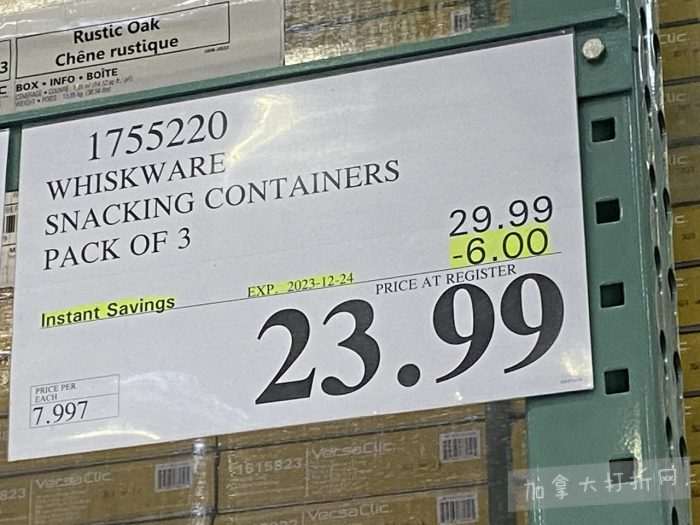 Rustic Oak
Chêne rustique
BOX • INFO • BOÎTE
1755220
WHISKWARE
SNACKING CONTAINERS
PACK OF 3
29.99
-6.00
Instant Savings
EXP. 2023-12-24
PRICE AT REGISTER
23.99
PRICE PER
EACH
7.997
VersaClic
1615823 VersaClic
VersaClic
加拿大打折网